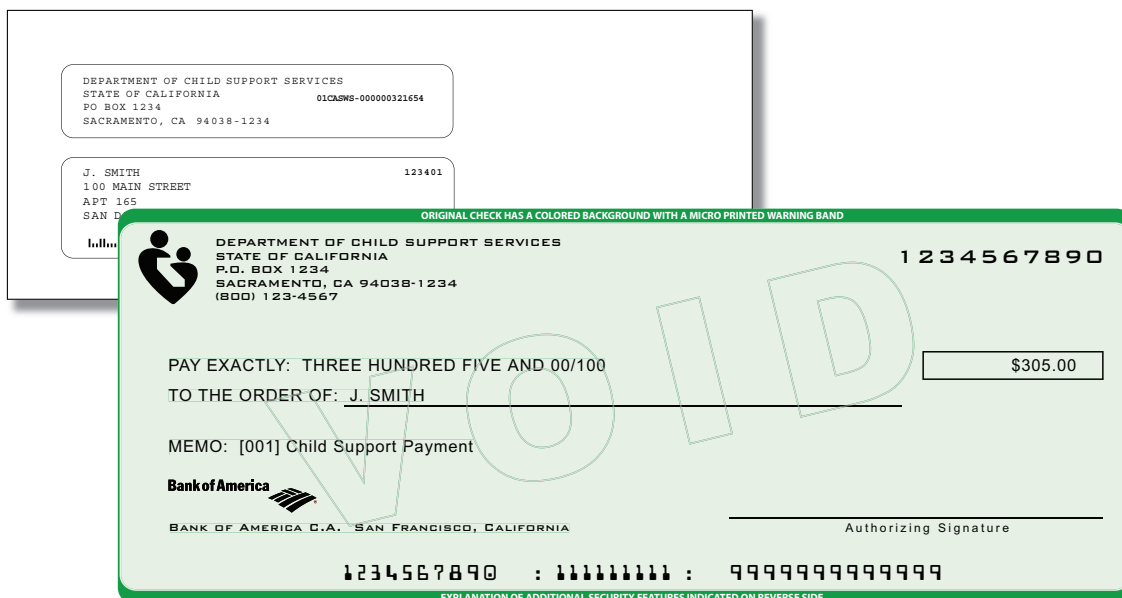 DEPARTMENT OF CHILD SUPPORT SERVICES
STATE OF CALIFORNIA
01CASWS-000000321654
PO BOX 1234
SACRAMENTO, CA 94038-1234
J. SMITH 123401
100 MAIN STREET
APT 165
SAN D
ORIGINAL CHECK HAS A COLORED BACKGROUND WITH A MICRO PRINTED WARNING BAND
DEPARTMENT OF CHILD SUPPORT SERVICES
STATE OF CALIFORNIA
P.O. BOX 1234
SACRAMENTO, CA 94038-1234
(800) 123-4567
1234567890
VOID
PAY EXACTLY: THREE HUNDRED FIVE AND 00/100 $305.00
TO THE ORDER OF: J. SMITH
MEMO: [001] Child Support Payment
Bank of America
BANK OF AMERICA C.A. SAN FRANCISCO, CALIFORNIA
Authorizing Signature
1234567890 : 111111111 : 9999999999999
EXPLANATION OF ADDITIONAL SECURITY FEATURES INDICATED ON REVERSE SIDE